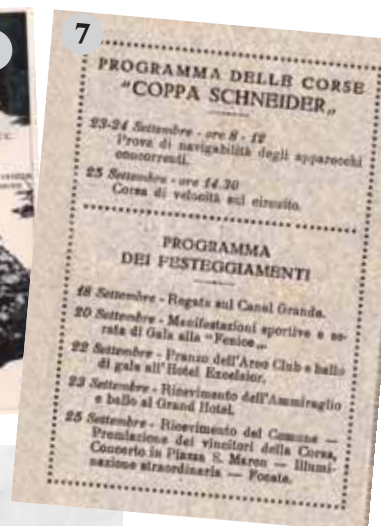 7
PROGRAMMA DELLE CORSE
"COPPA SCHNEIDER„
23-24 Settembre - ore 8 - 12
Prova di navigabilità degli apparecchi
concorrenti.
25 Settembre - ore 14.30
Corsa di velocità sul circuito.
PROGRAMMA
DEI FESTEGGIAMENTI
18 Settembre - Regata sul Canal Grande.
20 Settembre - Manifestazioni sportive e se-
rata di Gala alla "Fenice„.
22 Settembre - Pranzo dell'Areo Club e ballo
di gala all'Hotel Excelsior.
23 Settembre - Ricevimento dell'Ammiraglio
e ballo al Grand Hotel.
25 Settembre - Ricevimento del Comune —
Premiazione dei vincitori della Corsa,
Concerto in Piazza S. Marco — Illumi-
nazione straordinaria — Focata.